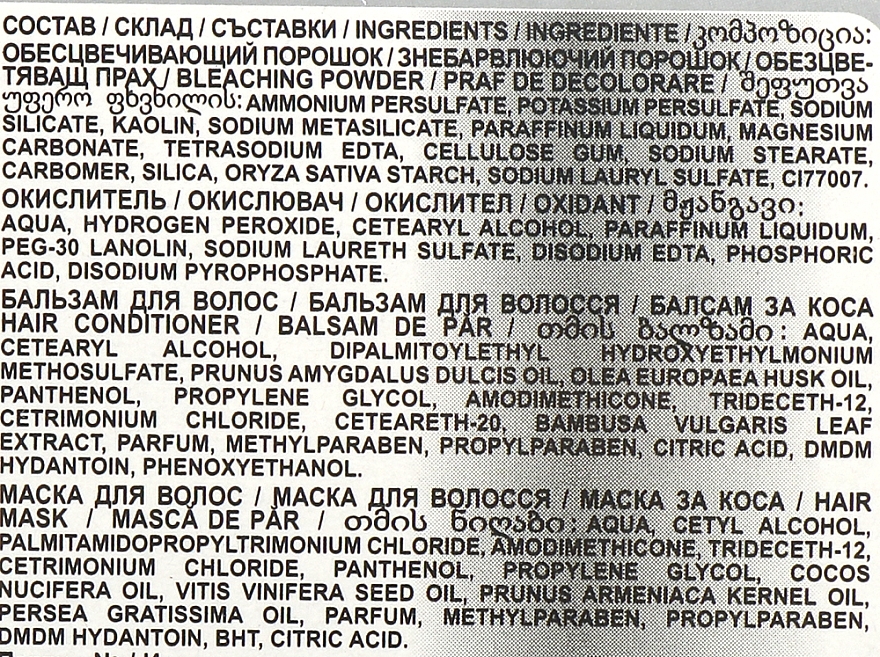 СОСТАВ / СКЛАД / СЪСТАВКИ / INGREDIENTS / INGREDIENTE / კომპოზიცია:
ОБЕСЦВЕЧИВАЮЩИЙ ПОРОШОК / ЗНЕБАРВЛЮЮЧИЙ ПОРОШОК / ОБЕЗЦВЕ-
ТЯВАЩ ПРАХ / BLEACHING POWDER / PRAF DE DECOLORARE / შეფუთვა
უფერო ფხვნილის: AMMONIUM PERSULFATE, POTASSIUM PERSULFATE, SODIUM
SILICATE, KAOLIN, SODIUM METASILICATE, PARAFFINUM LIQUIDUM, MAGNESIUM
CARBONATE, TETRASODIUM EDTA, CELLULOSE GUM, SODIUM STEARATE,
CARBOMER, SILICA, ORYZA SATIVA STARCH, SODIUM LAURYL SULFATE, CI77007.
ОКИСЛИТЕЛЬ / ОКИСЛЮВАЧ / ОКИСЛИТЕЛ / OXIDANT / მჟანგავი:
AQUA, HYDROGEN PEROXIDE, CETEARYL ALCOHOL, PARAFFINUM LIQUIDUM,
PEG-30 LANOLIN, SODIUM LAURETH SULFATE, DISODIUM EDTA, PHOSPHORIC
ACID, DISODIUM PYROPHOSPHATE.
БАЛЬЗАМ ДЛЯ ВОЛОС / БАЛЬЗАМ ДЛЯ ВОЛОССЯ / БАЛСАМ ЗА КОСА
HAIR CONDITIONER / BALSAM DE PĂR / თმის ბალზამი: AQUA,
CETEARYL ALCOHOL, DIPALMITOYLETHYL HYDROXYETHYLMONIUM
METHOSULFATE, PRUNUS AMYGDALUS DULCIS OIL, OLEA EUROPAEA HUSK OIL,
PANTHENOL, PROPYLENE GLYCOL, AMODIMETHICONE, TRIDECETH-12,
CETRIMONIUM CHLORIDE, CETEARETH-20, BAMBUSA VULGARIS LEAF
EXTRACT, PARFUM, METHYLPARABEN, PROPYLPARABEN, CITRIC ACID, DMDM
HYDANTOIN, PHENOXYETHANOL.
МАСКА ДЛЯ ВОЛОС / МАСКА ДЛЯ ВОЛОССЯ / МАСКА ЗА КОСА / HAIR
MASK / MASCĂ DE PĂR / თმის ნიღაბი: AQUA, CETYL ALCOHOL,
PALMITAMIDOPROPYLTRIMONIUM CHLORIDE, AMODIMETHICONE, TRIDECETH-12,
CETRIMONIUM CHLORIDE, PANTHENOL, PROPYLENE GLYCOL, COCOS
NUCIFERA OIL, VITIS VINIFERA SEED OIL, PRUNUS ARMENIACA KERNEL OIL,
PERSEA GRATISSIMA OIL, PARFUM, METHYLPARABEN, PROPYLPARABEN,
DMDM HYDANTOIN, BHT, CITRIC ACID.